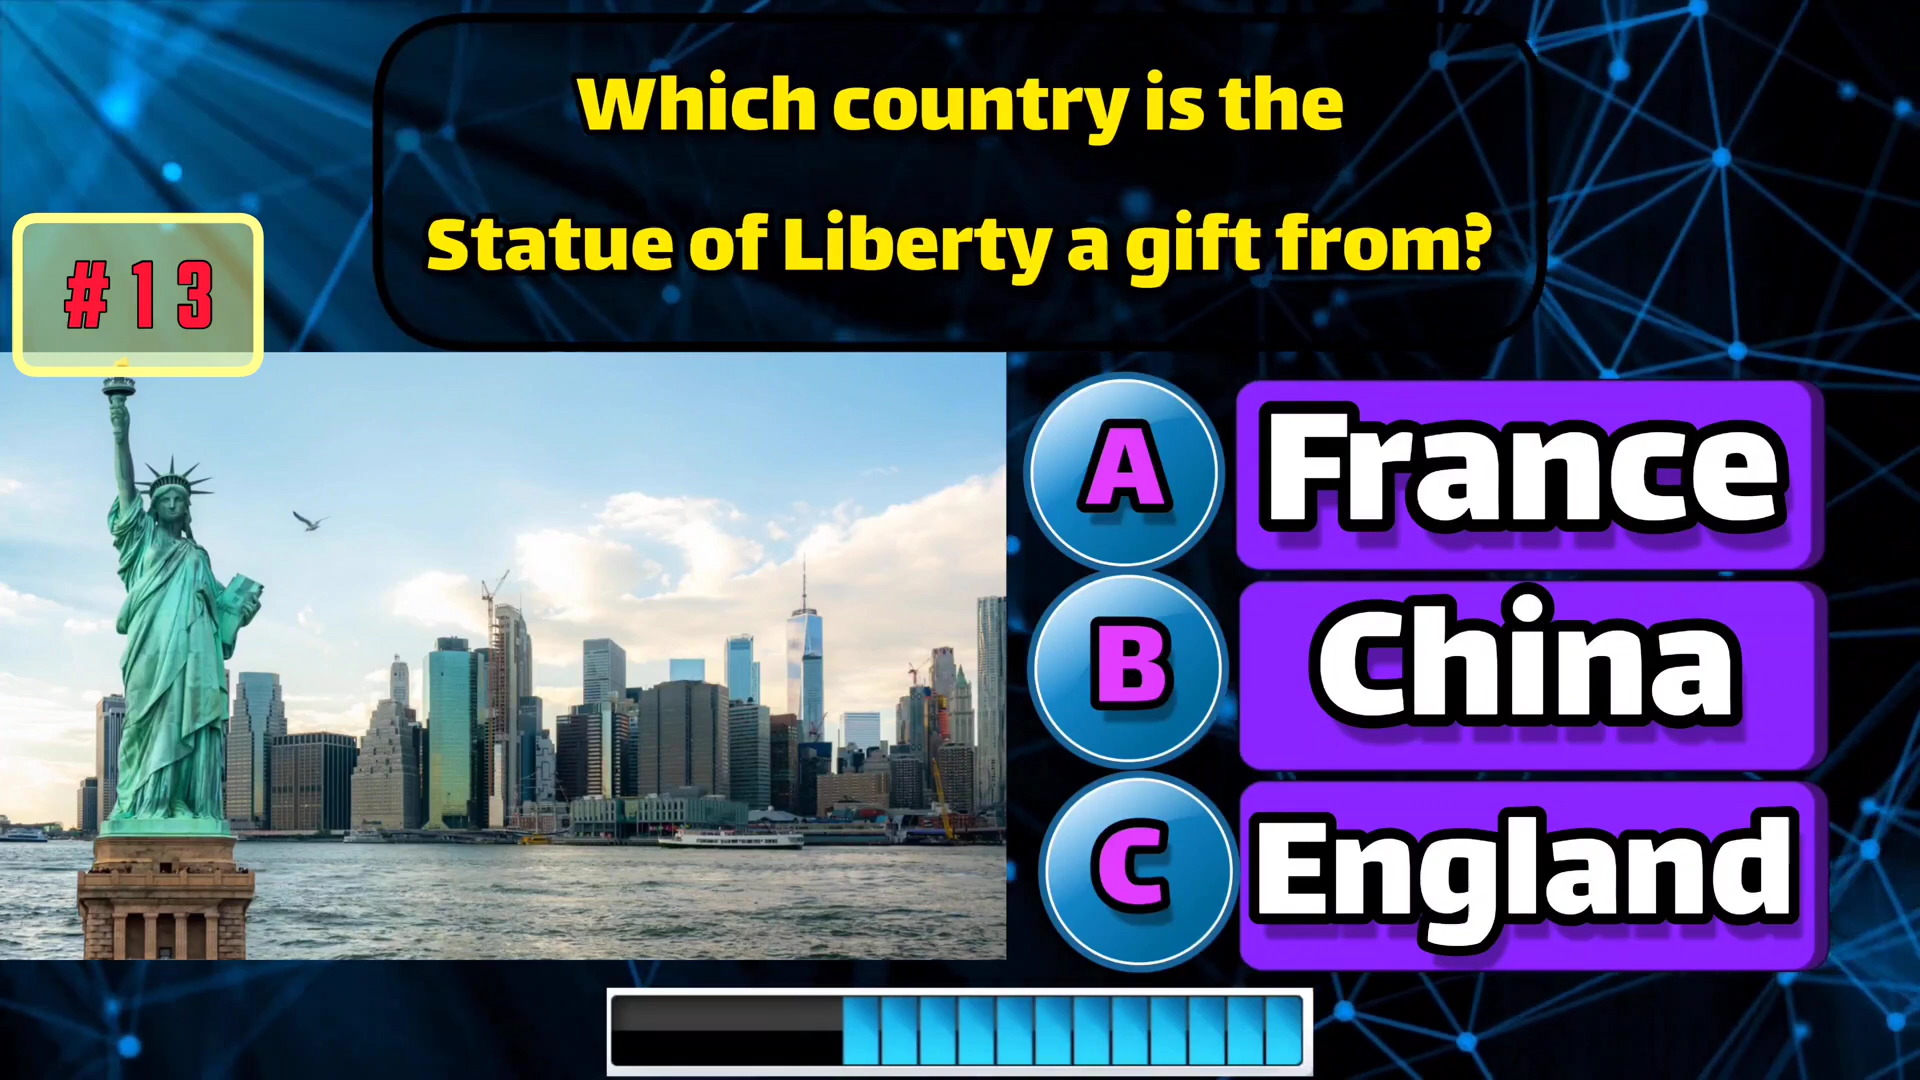 Which country is the
Statue of Liberty a gift from?
#13
A France
B China
C England